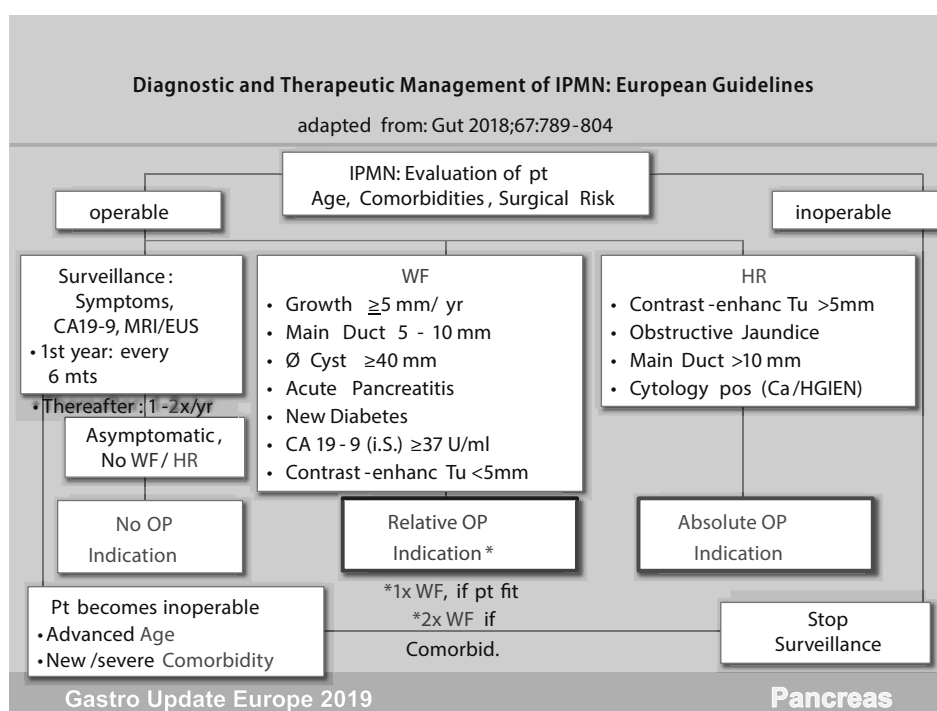 Diagnostic and Therapeutic Management of IPMN: European Guidelines
adapted from: Gut 2018;67:789-804
IPMN: Evaluation of pt
Age, Comorbidities, Surgical Risk
operable
inoperable
Surveillance:
Symptoms,
CA19-9, MRI/EUS
• 1st year: every
6 mts
• Thereafter: 1-2x/yr
Asymptomatic,
No WF/HR
No OP
Indication
WF
• Growth ≥5 mm/ yr
• Main Duct 5 - 10 mm
• Ø Cyst ≥40 mm
• Acute Pancreatitis
• New Diabetes
• CA 19-9 (i.S.) ≥37 U/ml
• Contrast-enhanc Tu <5mm
Relative OP
Indication*
*1x WF, if pt fit
*2x WF if
Comorbid.
HR
• Contrast-enhanc Tu >5mm
• Obstructive Jaundice
• Main Duct >10 mm
• Cytology pos (Ca/HGIEN)
Absolute OP
Indication
Pt becomes inoperable
• Advanced Age
• New/severe Comorbidity
Stop
Surveillance
Gastro Update Europe 2019
Pancreas